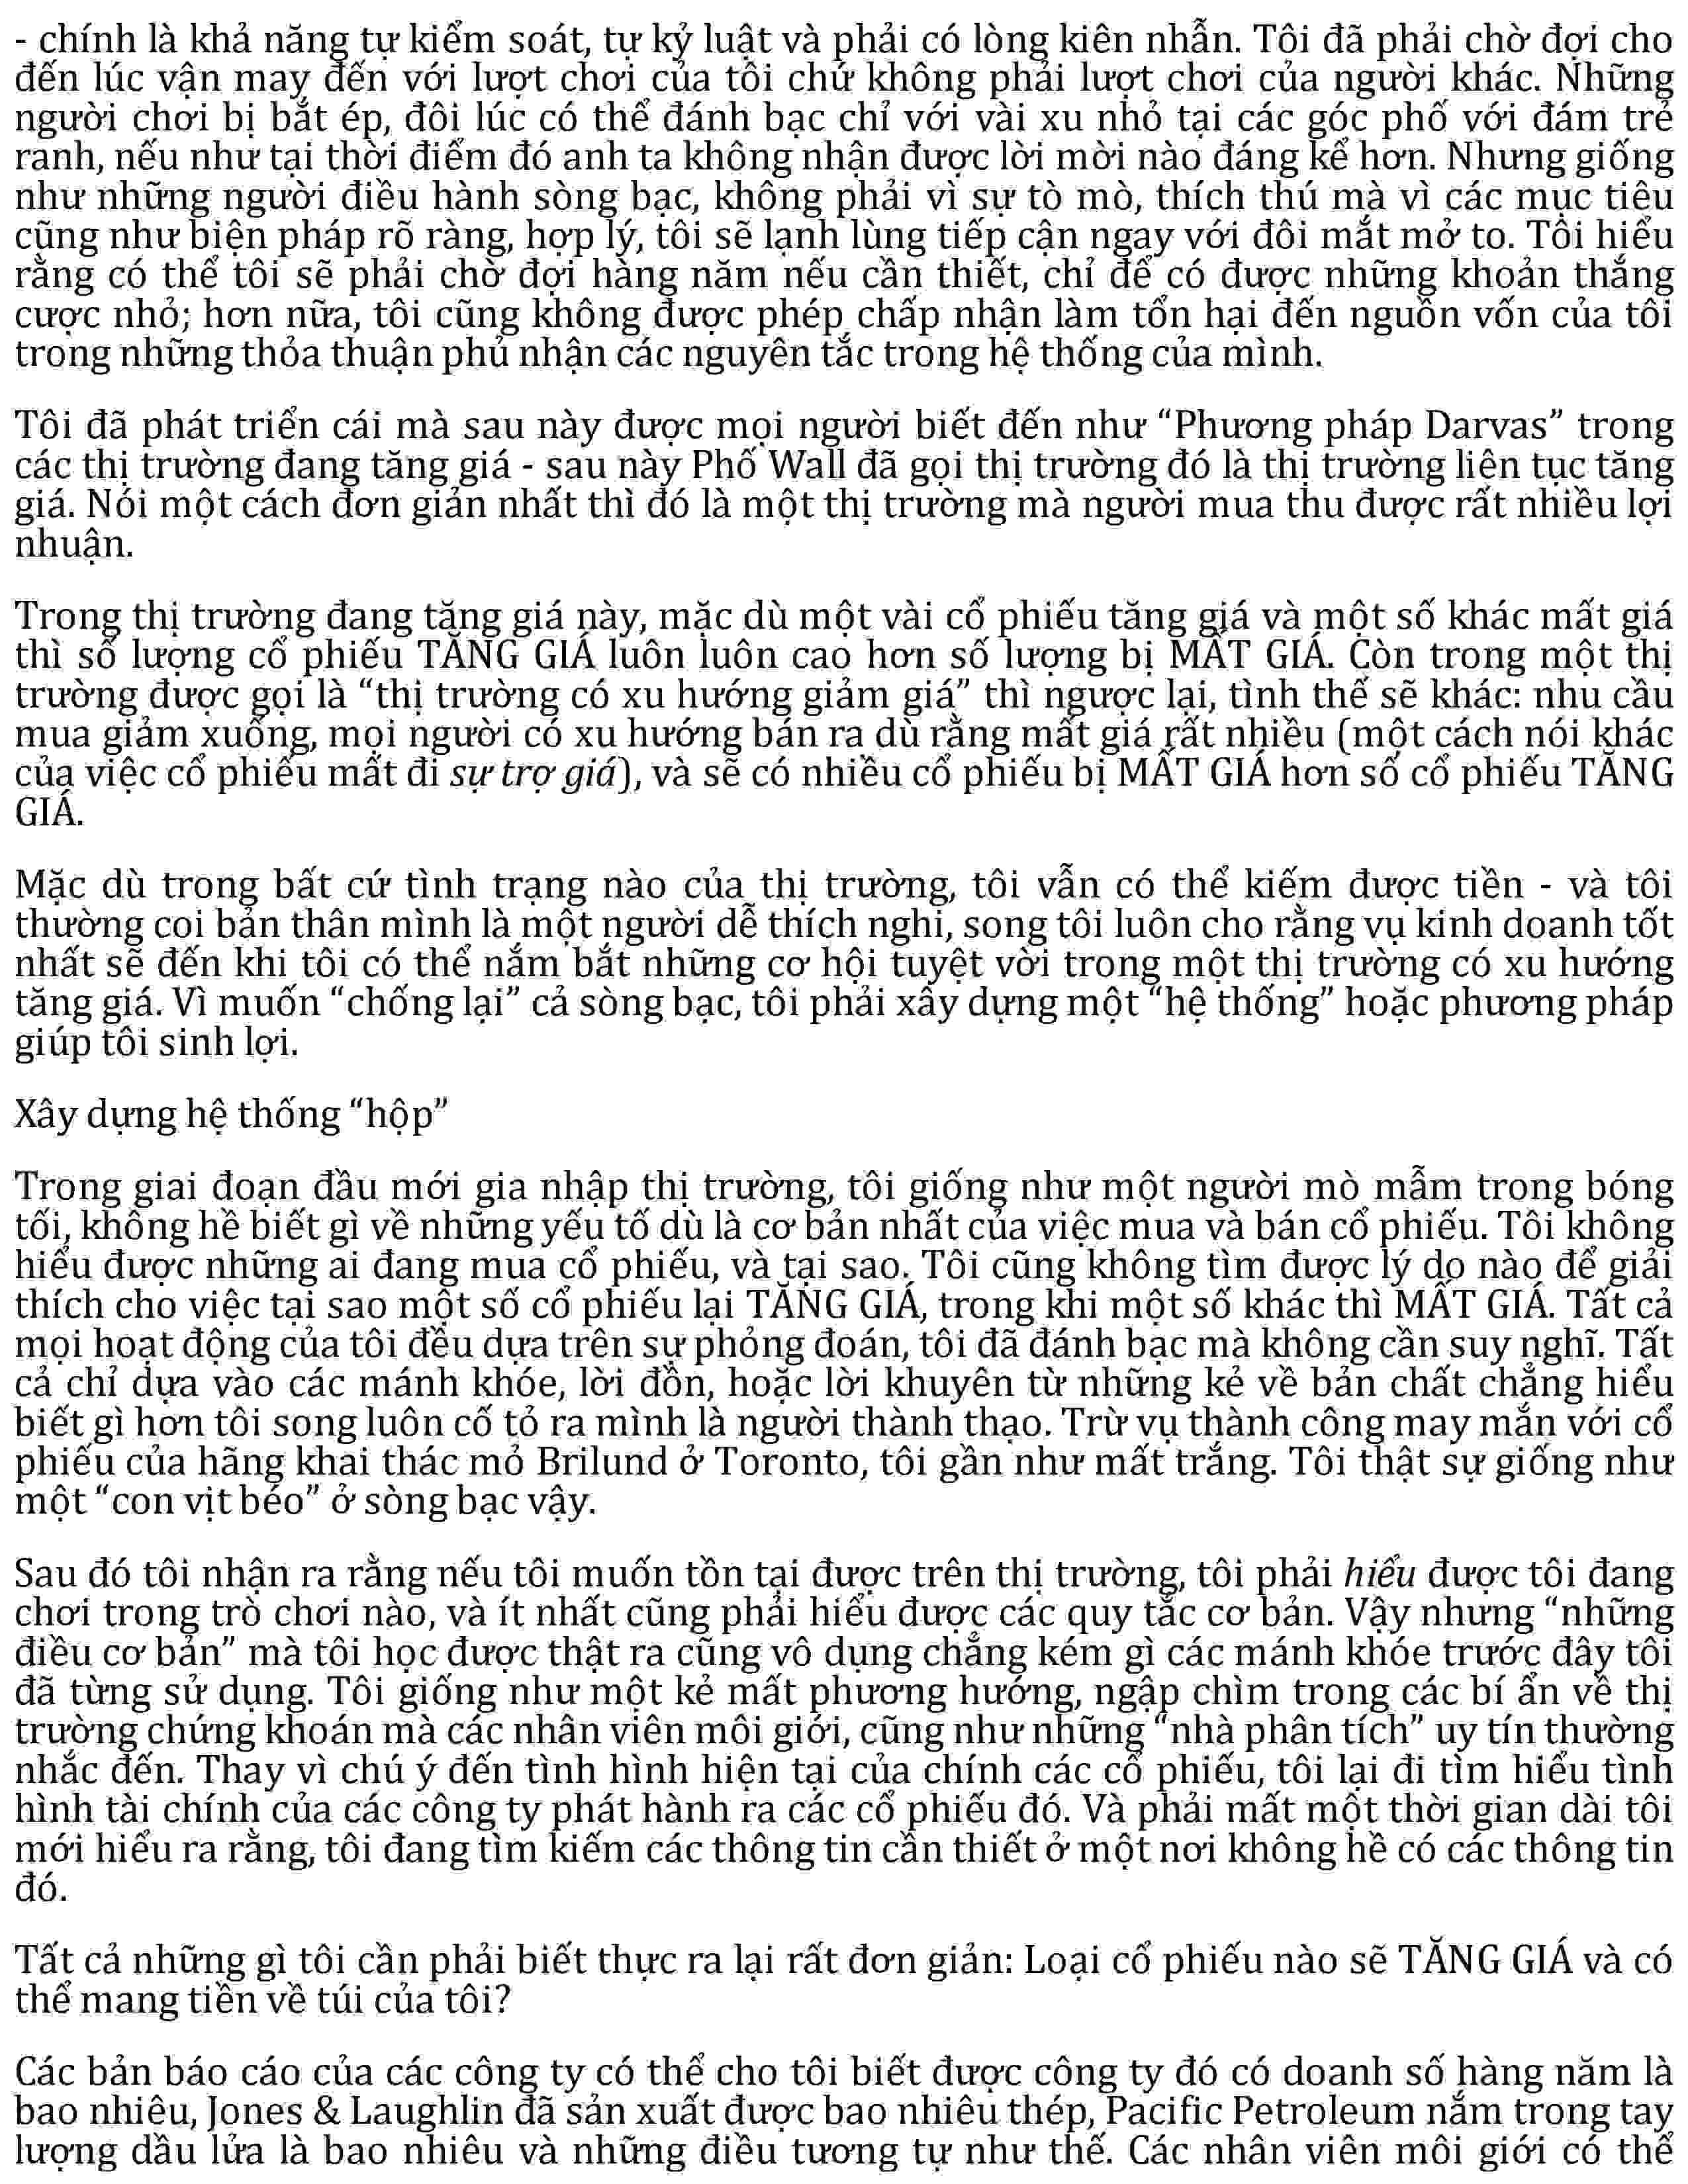 - chính là khả năng tự kiểm soát, tự kỷ luật và phải có lòng kiên nhẫn. Tôi đã phải chờ đợi cho
đến lúc vận may đến với lượt chơi của tôi chứ không phải lượt chơi của người khác. Những
người chơi bị bắt ép, đôi lúc có thể đánh bạc chỉ với vài xu nhỏ tại các góc phố với đám trẻ
ranh, nếu như tại thời điểm đó anh ta không nhận được lời mời nào đáng kể hơn. Nhưng giống
như những người điều hành sòng bạc, không phải vì sự tò mò, thích thú mà vì các mục tiêu
cũng như biện pháp rõ ràng, hợp lý, tôi sẽ lạnh lùng tiếp cận ngay với đôi mắt mở to. Tôi hiểu
rằng có thể tôi sẽ phải chờ đợi hàng năm nếu cần thiết, chỉ để có được những khoản thắng
cược nhỏ; hơn nữa, tôi cũng không được phép chấp nhận làm tổn hại đến nguồn vốn của tôi
trong những thỏa thuận phủ nhận các nguyên tắc trong hệ thống của mình.
Tôi đã phát triển cái mà sau này được mọi người biết đến như “Phương pháp Darvas” trong
các thị trường đang tăng giá - sau này Phố Wall đã gọi thị trường đó là thị trường liên tục tăng
giá. Nói một cách đơn giản nhất thì đó là một thị trường mà người mua thu được rất nhiều lợi
nhuận.
Trong thị trường đang tăng giá này, mặc dù một vài cổ phiếu tăng giá và một số khác mất giá
thì số lượng cổ phiếu TĂNG GIÁ luôn luôn cao hơn số lượng bị MẤT GIÁ. Còn trong một thị
trường được gọi là “thị trường có xu hướng giảm giá” thì ngược lại, tình thế sẽ khác: nhu cầu
mua giảm xuống, mọi người có xu hướng bán ra dù rằng mất giá rất nhiều (một cách nói khác
của việc cổ phiếu mất đi sự trợ giá), và sẽ có nhiều cổ phiếu bị MẤT GIÁ hơn số cổ phiếu TĂNG
GIÁ.
Mặc dù trong bất cứ tình trạng nào của thị trường, tôi vẫn có thể kiếm được tiền - và tôi
thường coi bản thân mình là một người dễ thích nghi, song tôi luôn cho rằng vụ kinh doanh tốt
nhất sẽ đến khi tôi có thể nắm bắt những cơ hội tuyệt vời trong một thị trường có xu hướng
tăng giá. Vì muốn “chống lại” cả sòng bạc, tôi phải xây dựng một “hệ thống” hoặc phương pháp
giúp tôi sinh lợi.
Xây dựng hệ thống “hộp”
Trong giai đoạn đầu mới gia nhập thị trường, tôi giống như một người mò mẫm trong bóng
tối, không hề biết gì về những yếu tố dù là cơ bản nhất của việc mua và bán cổ phiếu. Tôi không
hiểu được những ai đang mua cổ phiếu, và tại sao. Tôi cũng không tìm được lý do nào để giải
thích cho việc tại sao một số cổ phiếu lại TĂNG GIÁ, trong khi một số khác thì MẤT GIÁ. Tất cả
mọi hoạt động của tôi đều dựa trên sự phỏng đoán, tôi đã đánh bạc mà không cần suy nghĩ. Tất
cả chỉ dựa vào các mánh khóe, lời đồn, hoặc lời khuyên từ những kẻ về bản chất chẳng hiểu
biết gì hơn tôi song luôn cố tỏ ra mình là người thành thạo. Trừ vụ thành công may mắn với cổ
phiếu của hãng khai thác mỏ Brilund ở Toronto, tôi gần như mất trắng. Tôi thật sự giống như
một “con vịt béo” ở sòng bạc vậy.
Sau đó tôi nhận ra rằng nếu tôi muốn tồn tại được trên thị trường, tôi phải hiểu được tôi đang
chơi trong trò chơi nào, và ít nhất cũng phải hiểu được các quy tắc cơ bản. Vậy nhưng “những
điều cơ bản” mà tôi học được thật ra cũng vô dụng chẳng kém gì các mánh khóe trước đây tôi
đã từng sử dụng. Tôi giống như một kẻ mất phương hướng, ngập chìm trong các bí ẩn về thị
trường chứng khoán mà các nhân viên môi giới, cũng như những “nhà phân tích” uy tín thường
nhắc đến. Thay vì chú ý đến tình hình hiện tại của chính các cổ phiếu, tôi lại đi tìm hiểu tình
hình tài chính của các công ty phát hành ra các cổ phiếu đó. Và phải mất một thời gian dài tôi
mới hiểu ra rằng, tôi đang tìm kiếm các thông tin cần thiết ở một nơi không hề có các thông tin
đó.
Tất cả những gì tôi cần phải biết thực ra lại rất đơn giản: Loại cổ phiếu nào sẽ TĂNG GIÁ và có
thể mang tiền về túi của tôi?
Các bản báo cáo của các công ty có thể cho tôi biết được công ty đó có doanh số hàng năm là
bao nhiêu, Jones & Laughlin đã sản xuất được bao nhiêu thép, Pacific Petroleum nắm trong tay
lượng dầu lửa là bao nhiêu và những điều tương tự như thế. Các nhân viên môi giới có thể